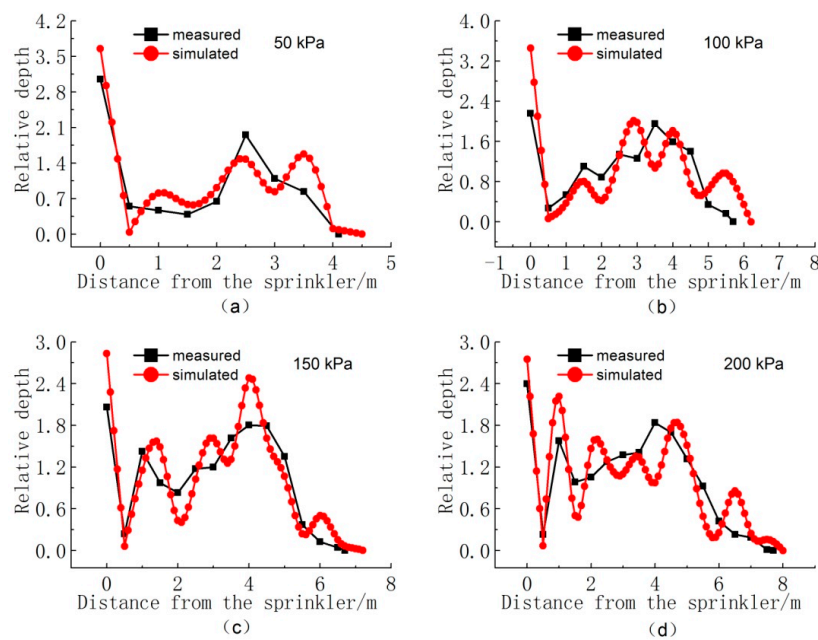 50 kPa
measured
simulated
Relative depth
4.2
3.5
2.8
2.1
1.4
0.7
0.0
0 1 2 3 4 5
Distance from the sprinkler/m
(a)
100 kPa
measured
simulated
Relative depth
4.0
3.2
2.4
1.6
0.8
0.0
-1 0 1 2 3 4 5 6 7 8
Distance from the sprinkler/m
(b)
150 kPa
measured
simulated
Relative depth
3.0
2.4
1.8
1.2
0.6
0.0
0 2 4 6 8
Distance from the sprinkler/m
(c)
200 kPa
measured
simulated
Relative depth
3.0
2.4
1.8
1.2
0.6
0.0
0 2 4 6 8
Distance from the sprinkler/m
(d)